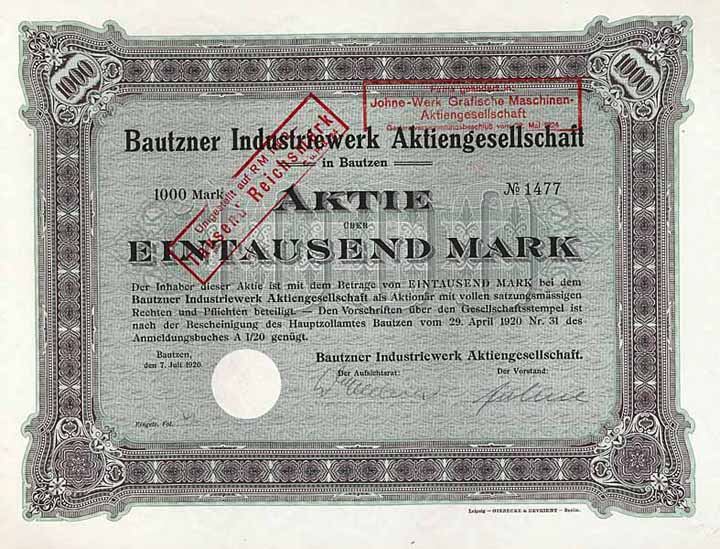 1000
1000
Johne-Werk Grafische Maschinen-
Aktiengesellschaft
Bautzner Industriewerk Aktiengesellschaft
in Bautzen
Umgestellt auf RM
tausend Reichsmark
1000 Mark
№ 1477
AKTIE
ÜBER
EINTAUSEND MARK
Der Inhaber dieser Aktie ist mit dem Betrage von EINTAUSEND MARK bei dem
Bautzner Industriewerk Aktiengesellschaft als Aktionär mit vollen satzungsmässigen
Rechten und Pflichten beteiligt. — Den Vorschriften über den Gesellschaftsstempel ist
nach der Bescheinigung des Hauptzollamtes Bautzen vom 29. April 1920 Nr. 31 des
Anmeldungsbuches A 1/20 genügt.
Bautzen,
den 7. Juli 1920.
Bautzner Industriewerk Aktiengesellschaft.
Der Aufsichtsrat:
Der Vorstand:
Eingetr. Fol.
Leipzig — GIESECKE & DEVRIENT — Berlin.